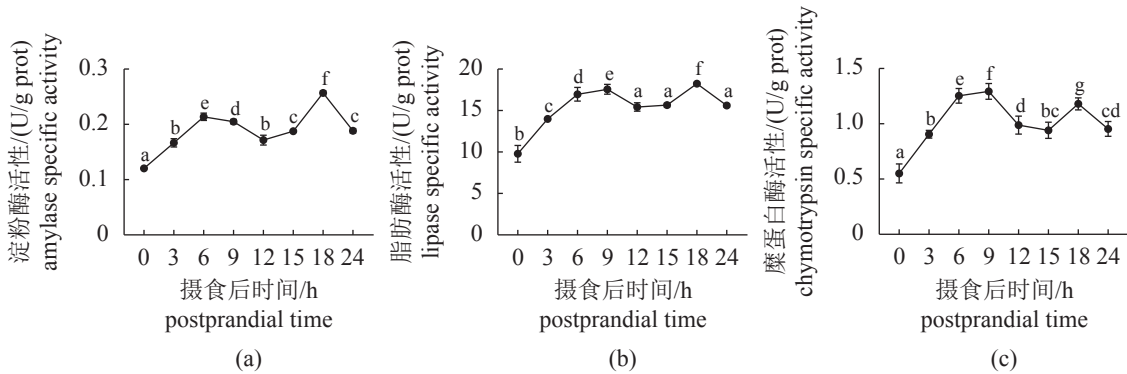 淀粉酶活性/(U/g prot)
amylase specific activity
0.3
0.2
0.1
0
a
b
e
d
b
c
f
c
0 3 6 9 12 15 18 24
摄食后时间/h
postprandial time
(a)
脂肪酶活性/(U/g prot)
lipase specific activity
20
15
10
5
0
b
c
d
e
a
a
f
a
0 3 6 9 12 15 18 24
摄食后时间/h
postprandial time
(b)
糜蛋白酶活性/(U/g prot)
chymotrypsin specific activity
1.5
1.0
0.5
0
a
b
e
f
d
bc
g
cd
0 3 6 9 12 15 18 24
摄食后时间/h
postprandial time
(c)